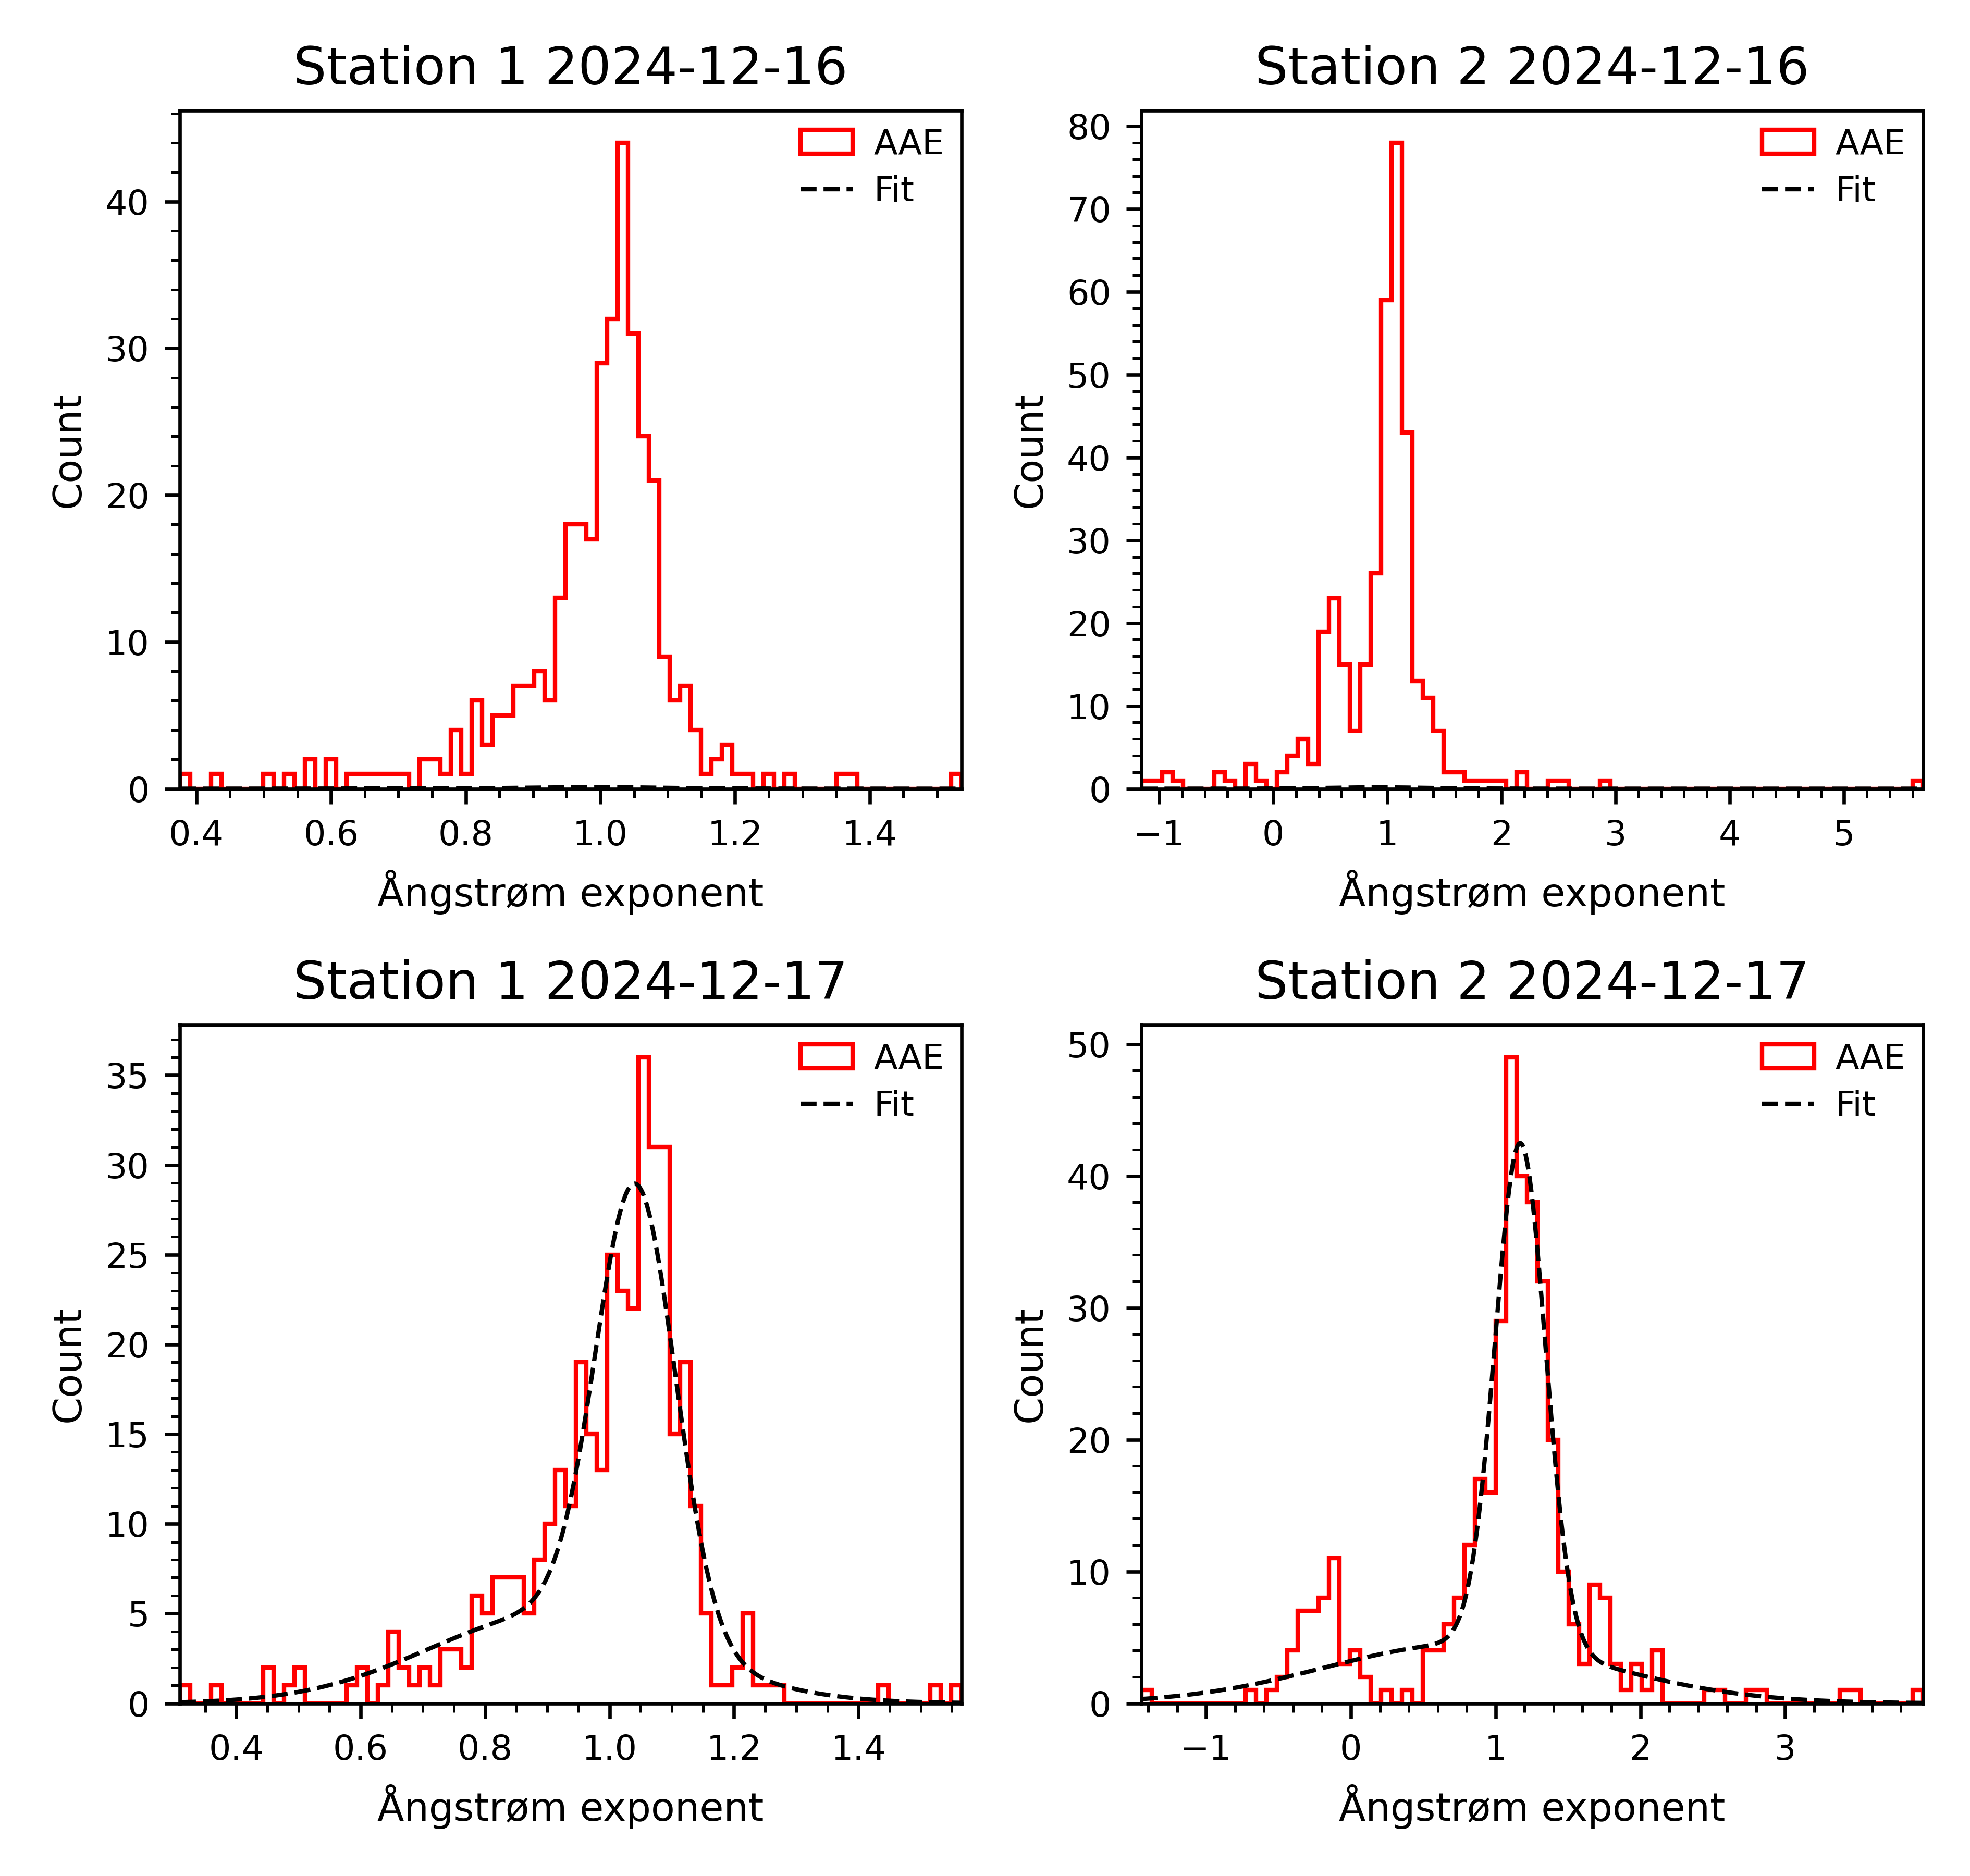 Station 1 2024-12-16
AAE
Fit
40
30
20
10
0
Count
0.4 0.6 0.8 1.0 1.2 1.4
Ångstrøm exponent
Station 2 2024-12-16
AAE
Fit
80
70
60
50
40
30
20
10
0
Count
−1 0 1 2 3 4 5
Ångstrøm exponent
Station 1 2024-12-17
AAE
Fit
35
30
25
20
15
10
5
0
Count
0.4 0.6 0.8 1.0 1.2 1.4
Ångstrøm exponent
Station 2 2024-12-17
AAE
Fit
50
40
30
20
10
0
Count
−1 0 1 2 3
Ångstrøm exponent